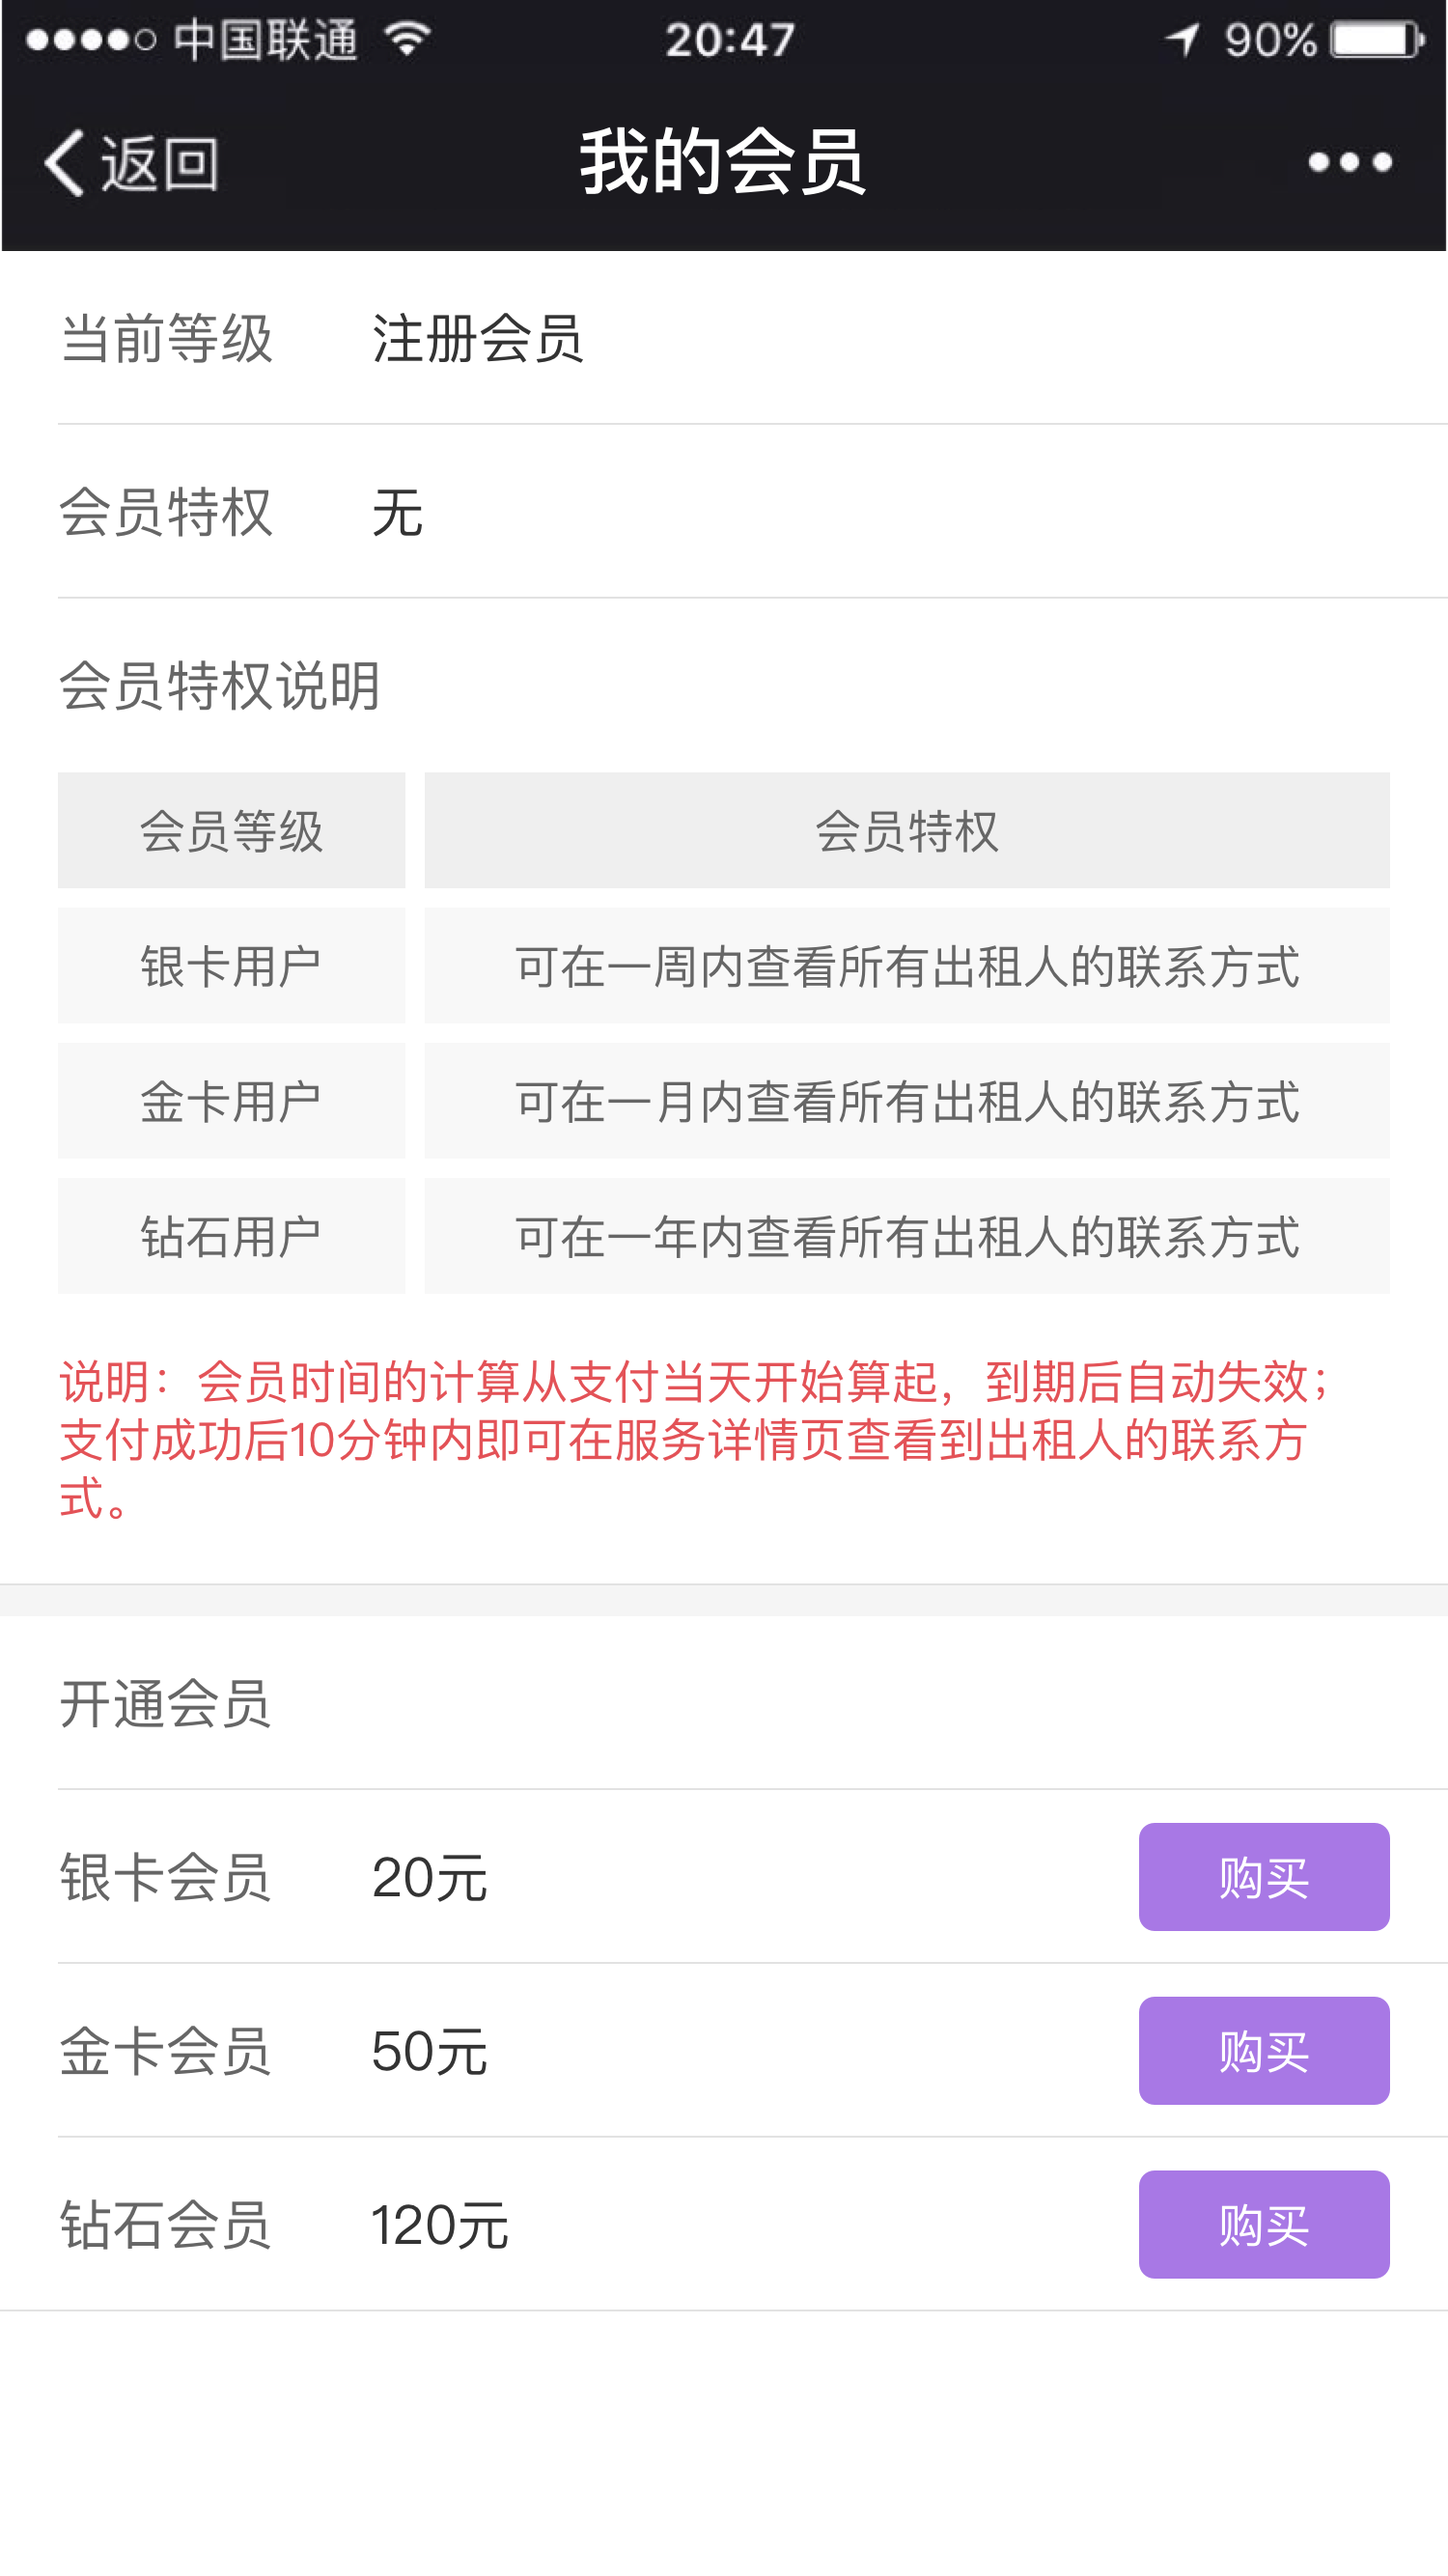 中国联通 20:47 90%
返回 我的会员
当前等级 注册会员
会员特权 无
会员特权说明
会员等级 会员特权
银卡用户 可在一周内查看所有出租人的联系方式
金卡用户 可在一月内查看所有出租人的联系方式
钻石用户 可在一年内查看所有出租人的联系方式
说明：会员时间的计算从支付当天开始算起，到期后自动失效；
支付成功后10分钟内即可在服务详情页查看到出租人的联系方
式。
开通会员
银卡会员 20元 购买
金卡会员 50元 购买
钻石会员 120元 购买